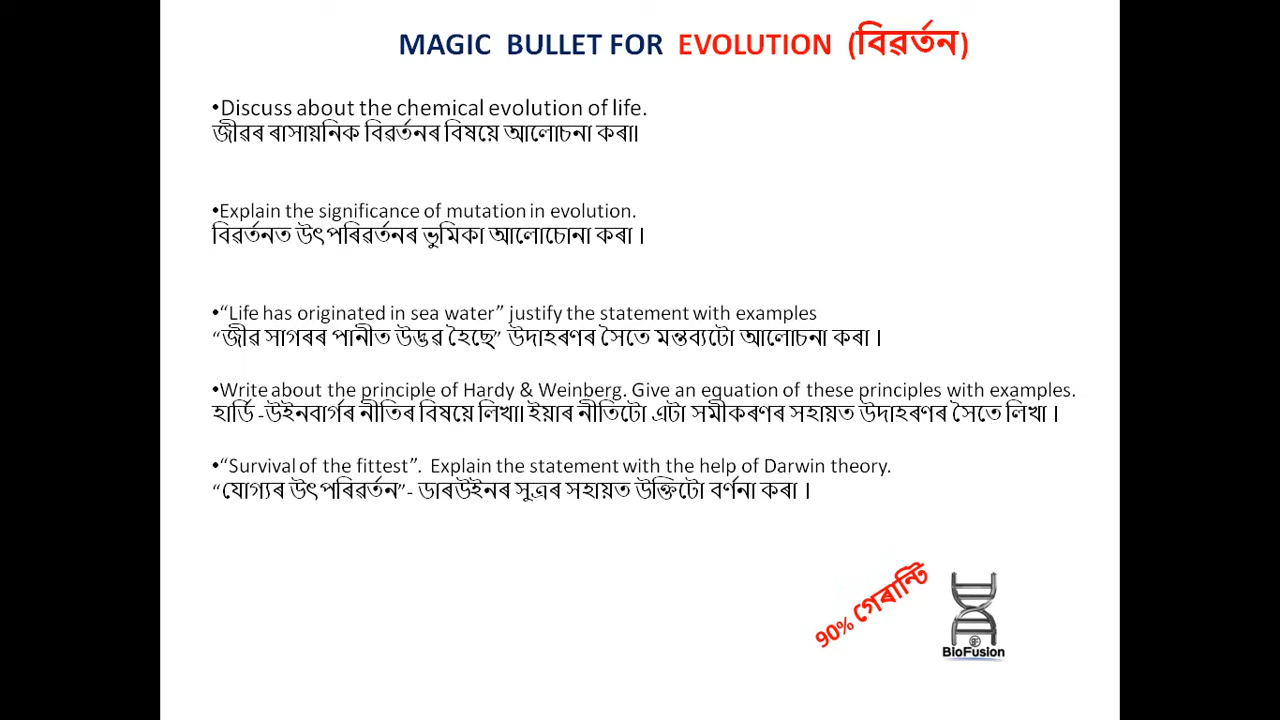 MAGIC BULLET FOR EVOLUTION (বিৱৰ্তন)
•Discuss about the chemical evolution of life.
জীৱৰ ৰাসায়নিক বিৱৰ্তনৰ বিষয়ে আলোচনা কৰা৷
•Explain the significance of mutation in evolution.
বিৱৰ্তনত উৎপৰিৱৰ্তনৰ ভুমিকা আলোচোনা কৰা ।
•“Life has originated in sea water” justify the statement with examples
“জীৱ সাগৰৰ পানীত উদ্ভৱ হৈছে” উদাহৰণৰ সৈতে মন্তব্যটো আলোচনা কৰা ।
•Write about the principle of Hardy & Weinberg. Give an equation of these principles with examples.
হাৰ্ডি -উইনবাৰ্গৰ নীতিৰ বিষয়ে লিখা৷ ইয়াৰ নীতিটো এটা সমীকৰণৰ সহায়ত উদাহৰণৰ সৈতে লিখা ।
•“Survival of the fittest”. Explain the statement with the help of Darwin theory.
“যোগ্যৰ উৎপৰিৱৰ্তন”- ডাৰউইনৰ সুত্ৰৰ সহায়ত উক্তিটো বৰ্ণনা কৰা ।
90% গেৰান্টি
BioFusion